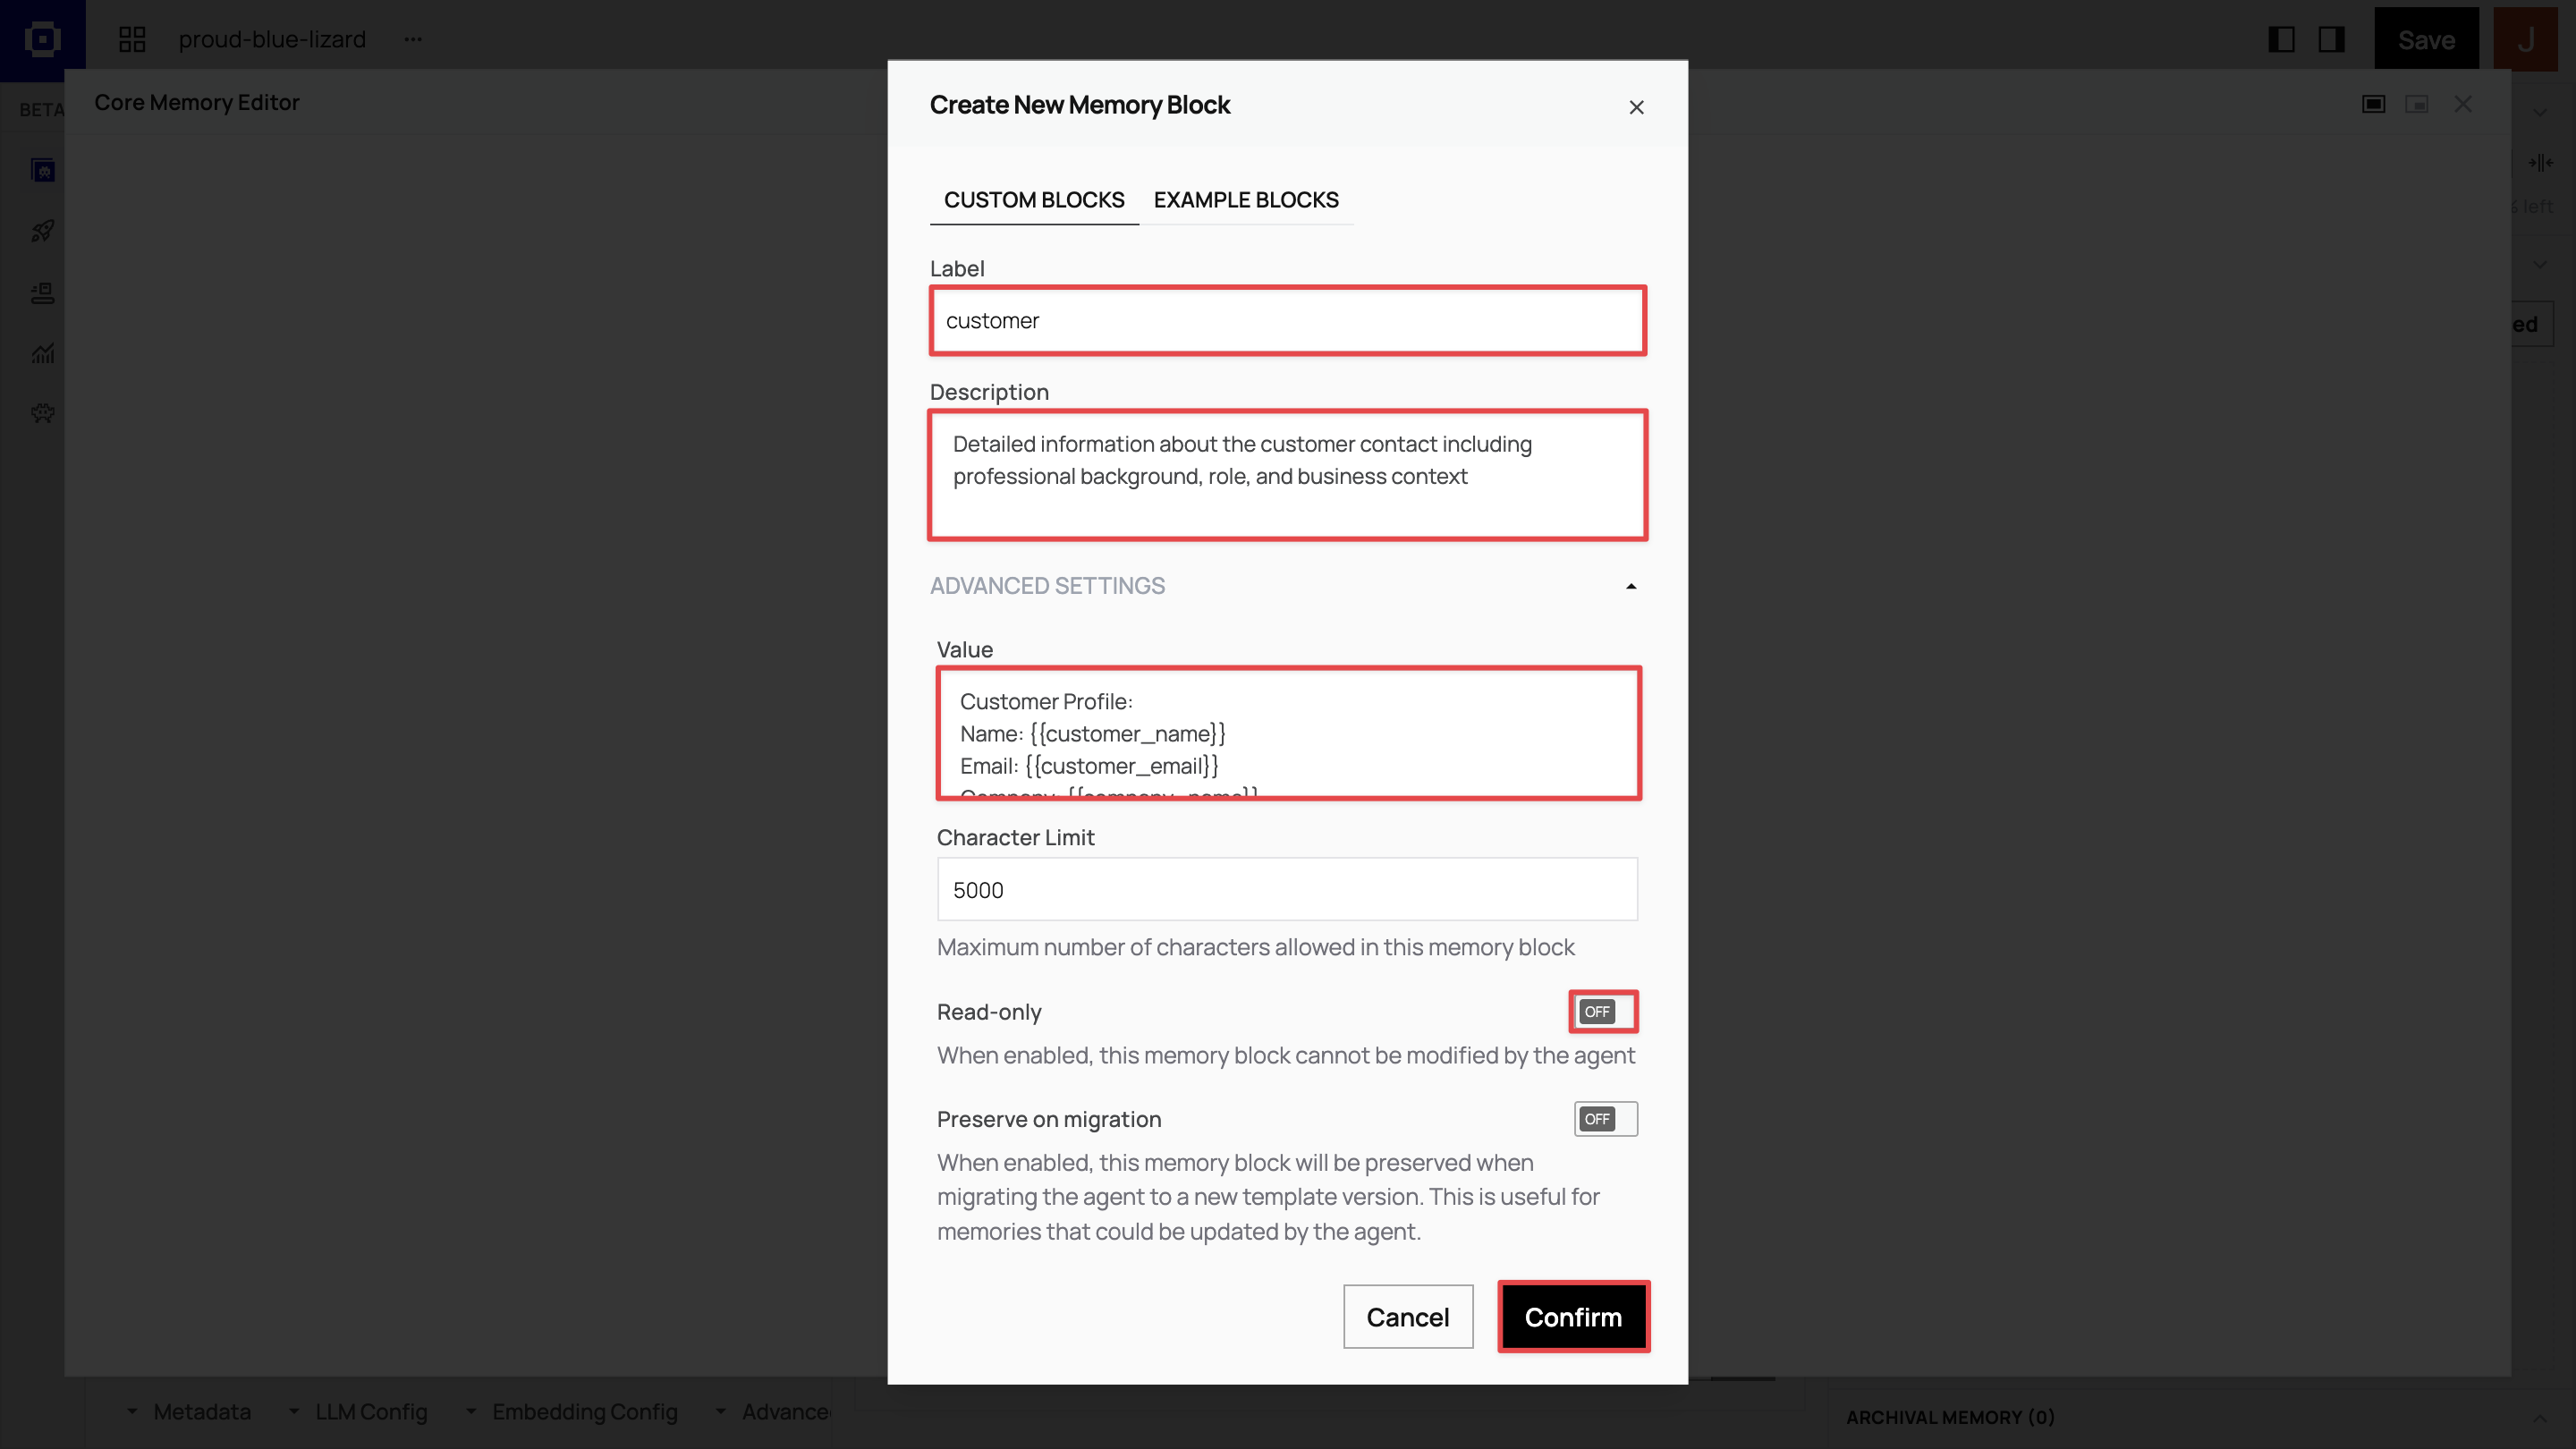 proud-blue-lizard
Save
J
BETA
Core Memory Editor
Create New Memory Block
CUSTOM BLOCKS
EXAMPLE BLOCKS
Label
customer
Description
Detailed information about the customer contact including
professional background, role, and business context
ADVANCED SETTINGS
Value
Customer Profile:
Name: {{customer_name}}
Email: {{customer_email}}
Company: {{company_name}}
Character Limit
5000
Maximum number of characters allowed in this memory block
Read-only
OFF
When enabled, this memory block cannot be modified by the agent
Preserve on migration
OFF
When enabled, this memory block will be preserved when
migrating the agent to a new template version. This is useful for
memories that could be updated by the agent.
Cancel
Confirm
% left
ed
Metadata
LLM Config
Embedding Config
Advance
ARCHIVAL MEMORY (0)